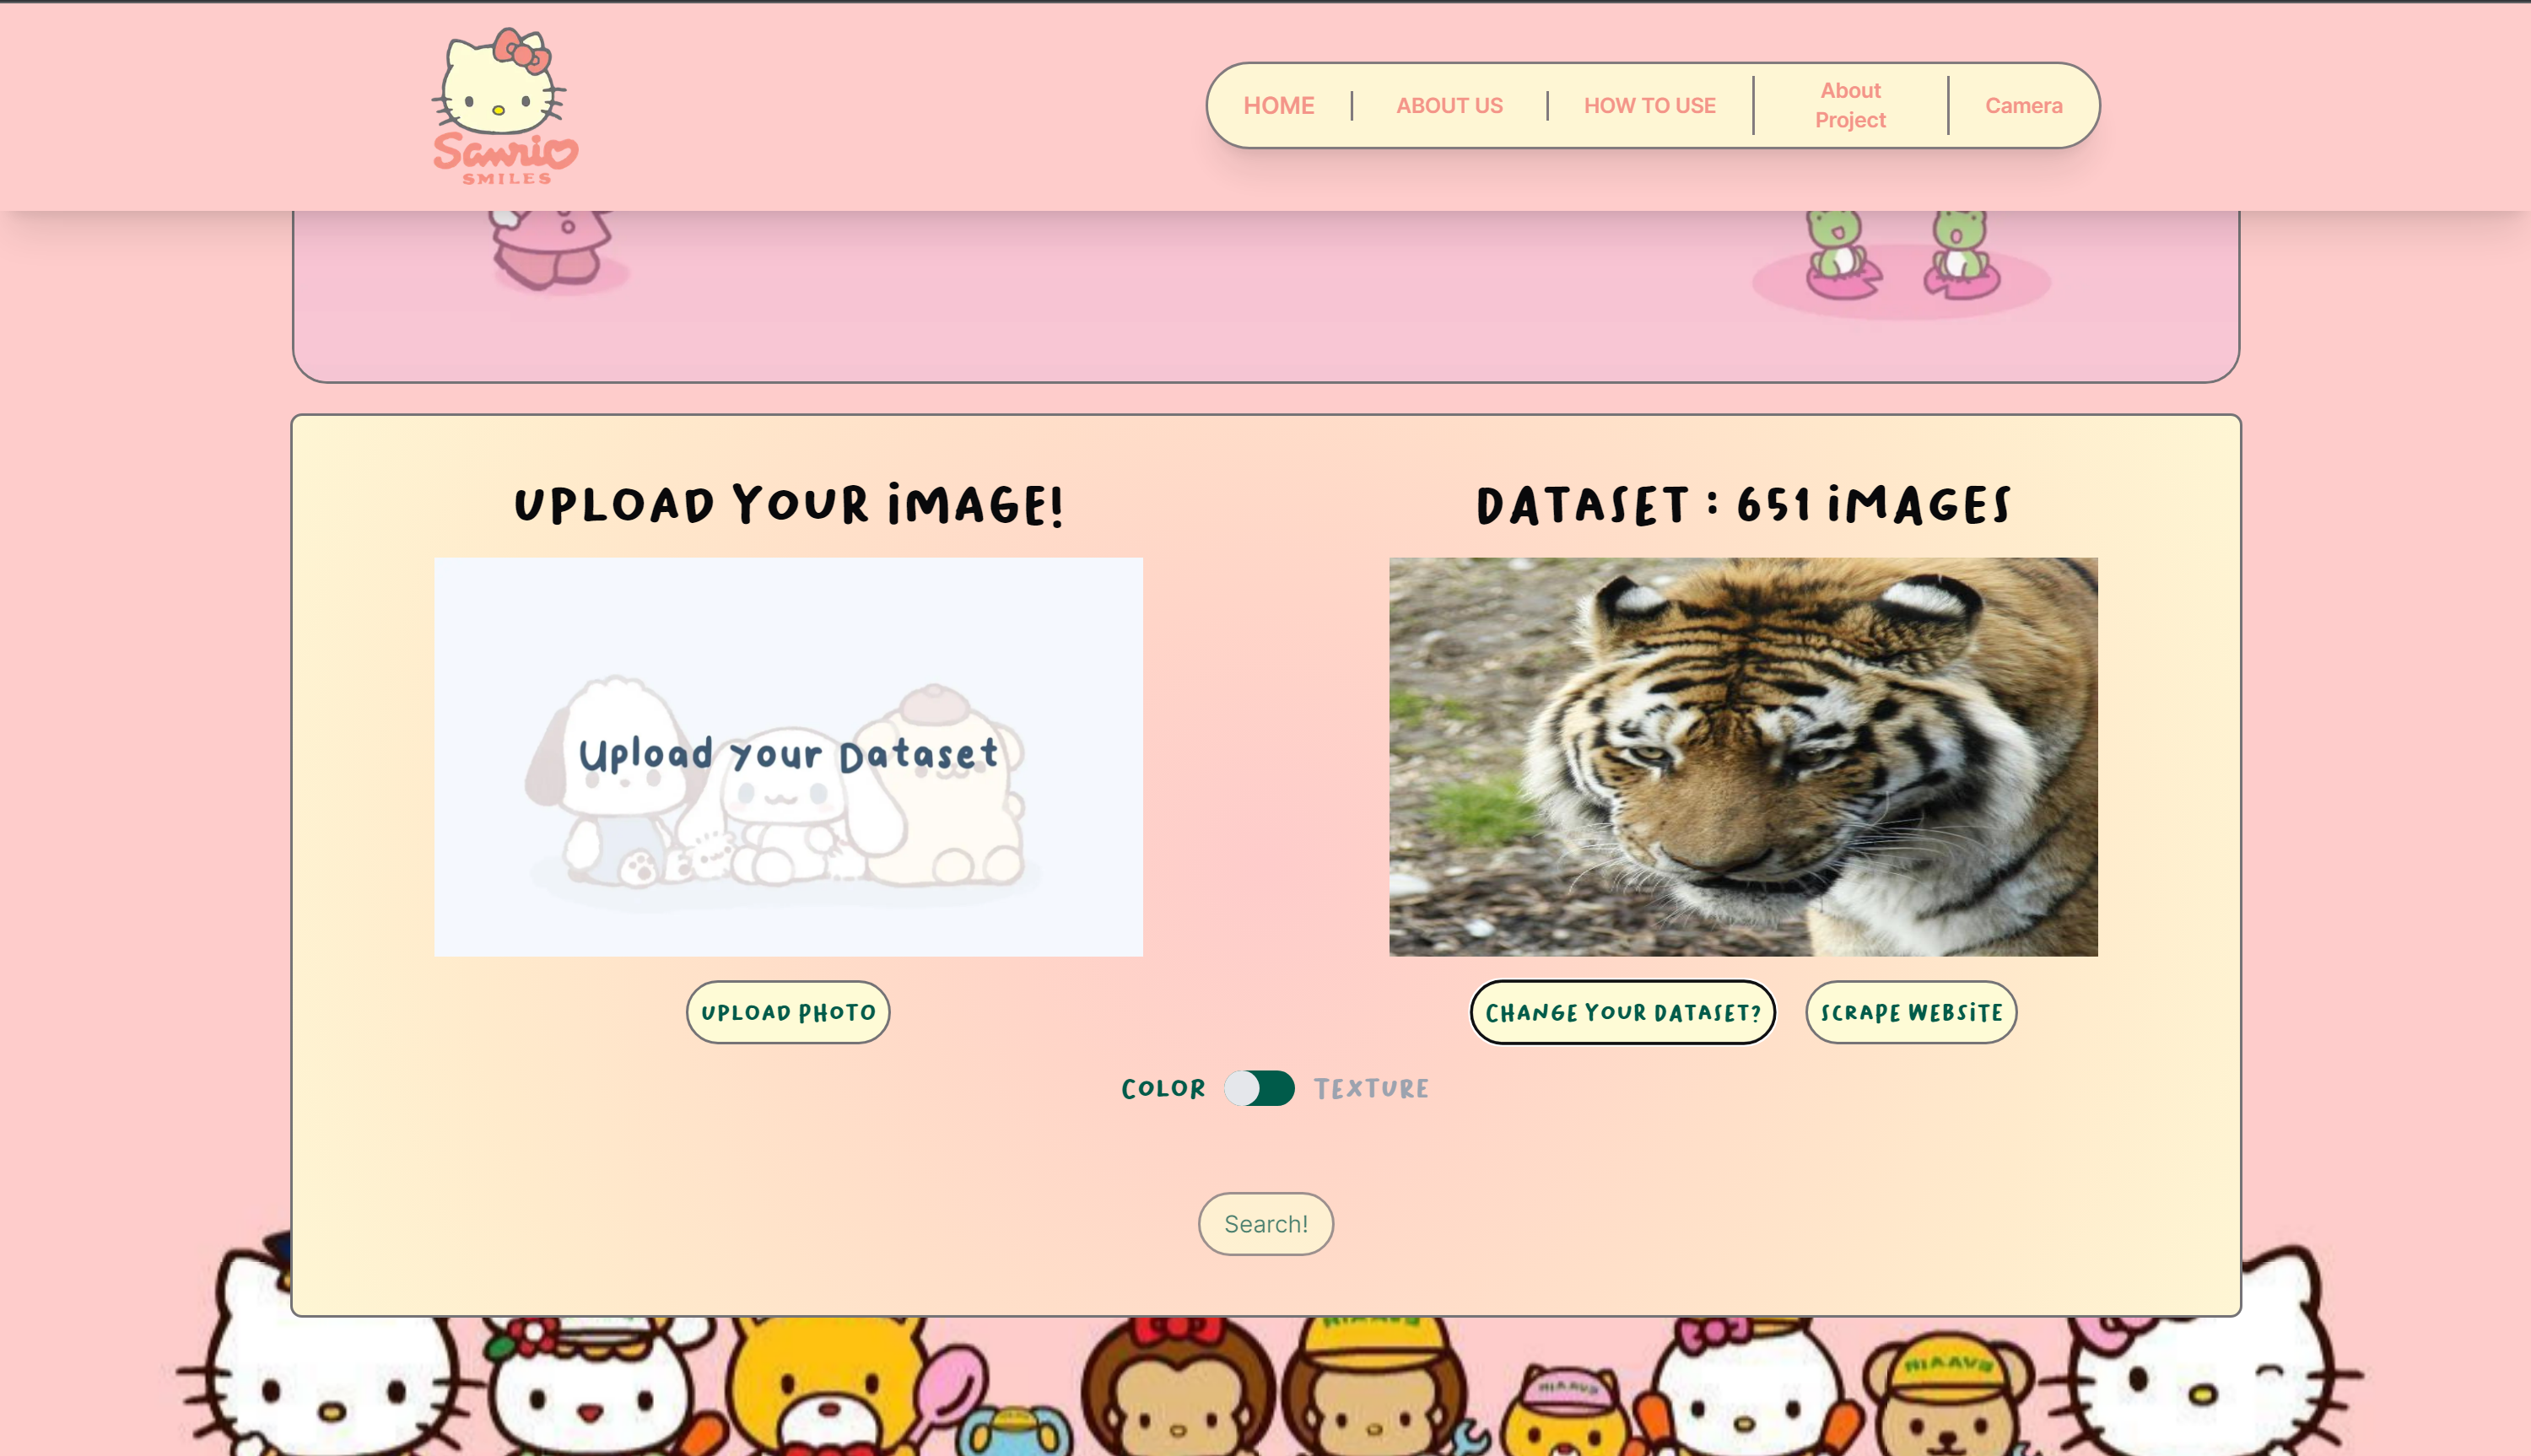 Sanrio
SMILES
HOME
ABOUT US
HOW TO USE
About
Project
Camera
UPLOAD YOUR iMAGE!
DATASET : 651 iMAGES
Upload your Dataset
UPLOAD PHOTO
CHANGE YOUR DATASET?
SCRAPE WEBSiTE
COLOR
TEXTURE
Search!